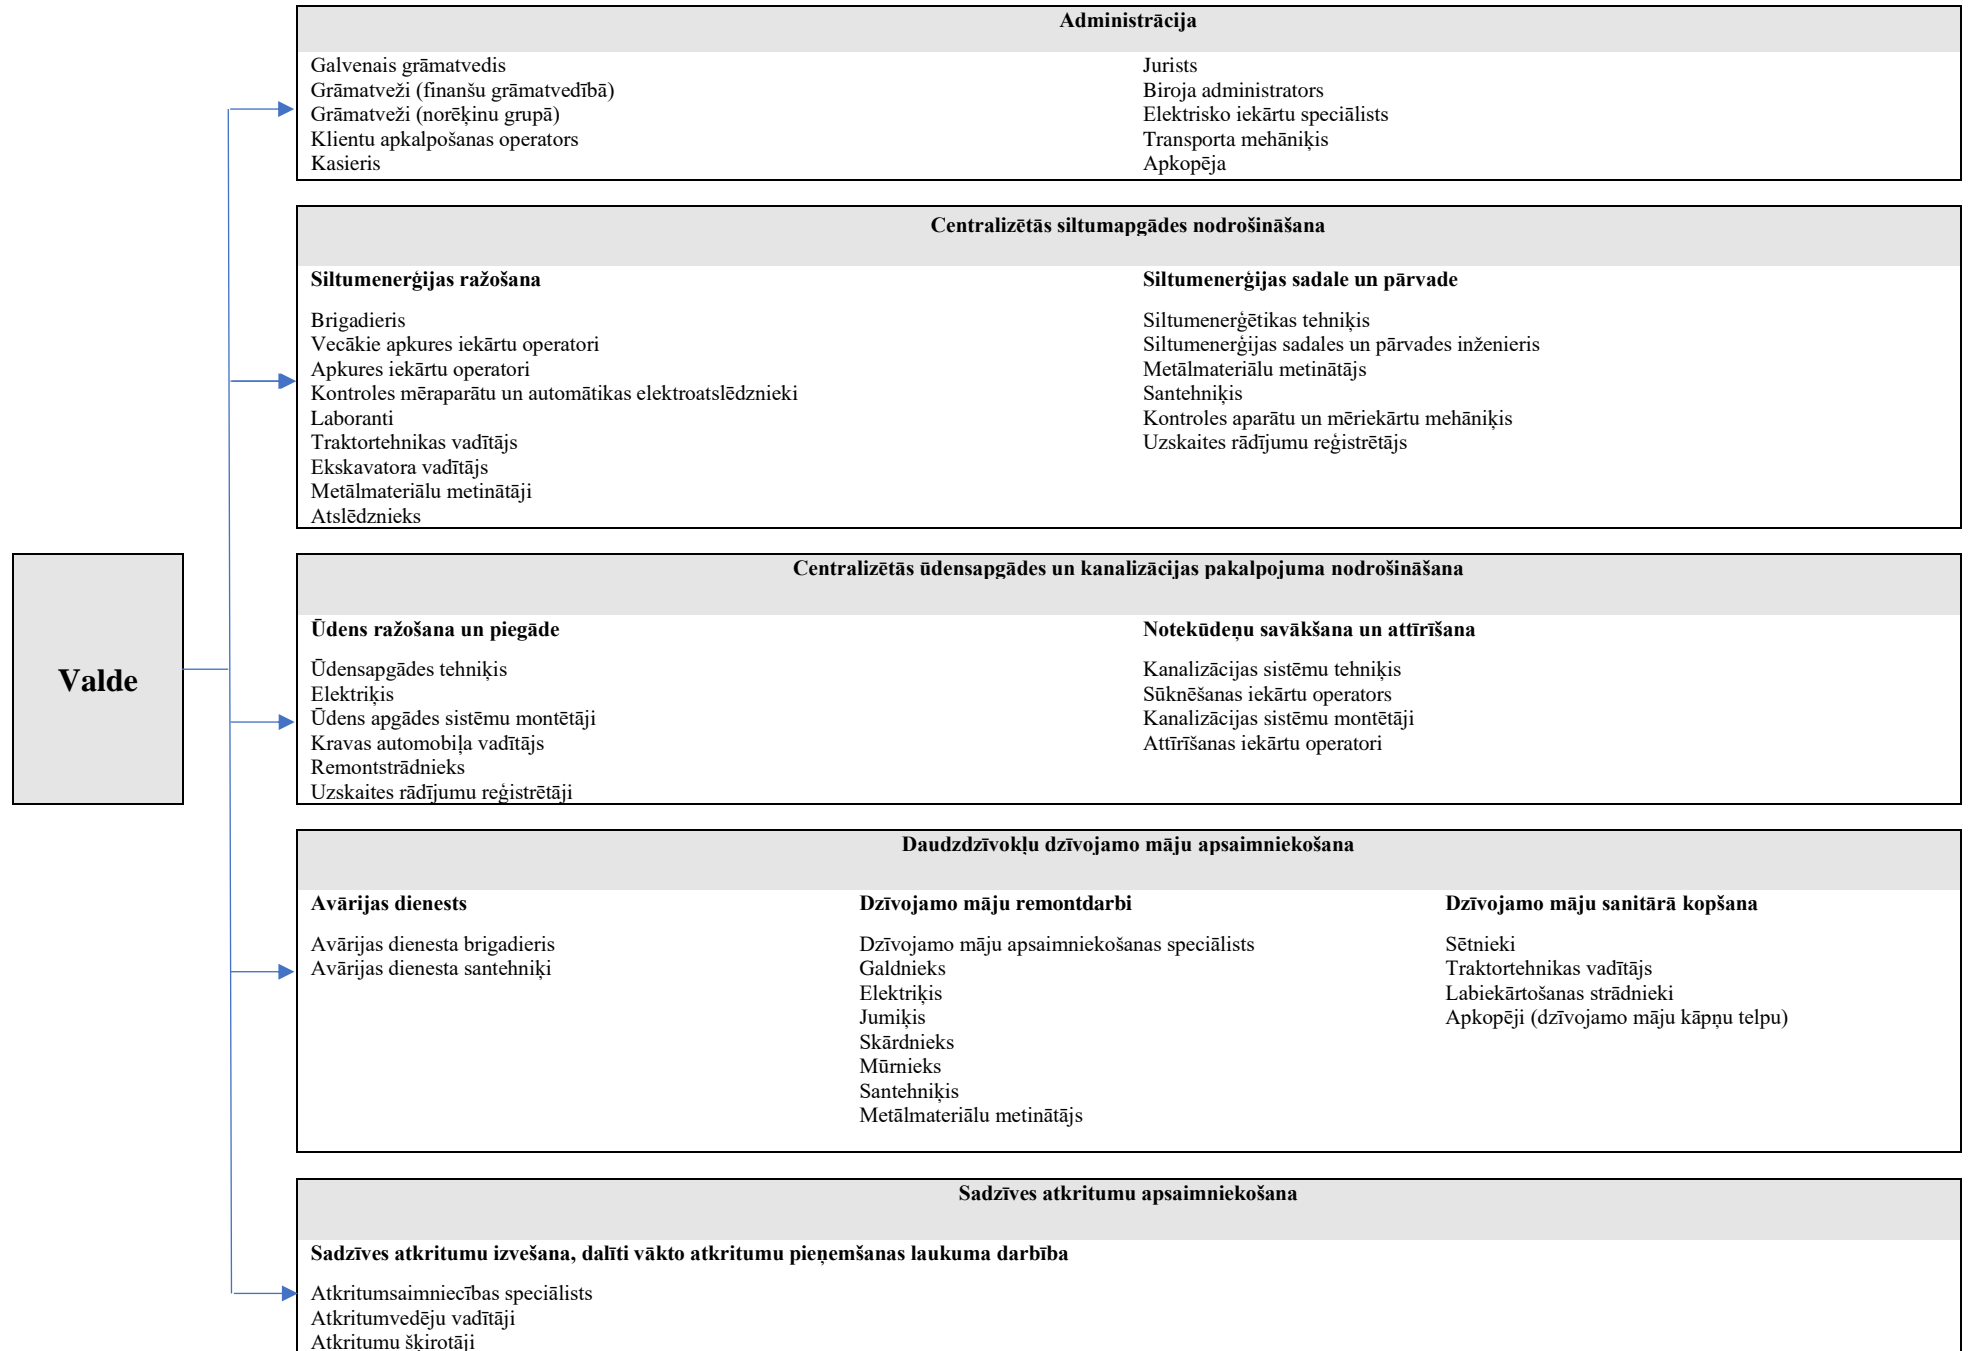 Administrācija
Galvenais grāmatvedis
Grāmatveži (finanšu grāmatvedībā)
Grāmatveži (norēķinu grupā)
Klientu apkalpošanas operators
Kasieris
Jurists
Biroja administrators
Elektrisko iekārtu speciālists
Transporta mehāniķis
Apkopēja
Centralizētās siltumapgādes nodrošināšana
Siltumenerģijas ražošana
Brigadieris
Vecākie apkures iekārtu operatori
Apkures iekārtu operatori
Kontroles mēraparātu un automātikas elektroatslēdznieki
Laboranti
Traktortehnikas vadītājs
Ekskavatora vadītājs
Metālmateriālu metinātāji
Atslēdznieks
Siltumenerģijas sadale un pārvade
Siltumenerģētikas tehniķis
Siltumenerģijas sadales un pārvades inženieris
Metālmateriālu metinātājs
Santehniķis
Kontroles aparātu un mēriekārtu mehāniķis
Uzskaites rādījumu reģistrētājs
Valde
Centralizētās ūdensapgādes un kanalizācijas pakalpojuma nodrošināšana
Ūdens ražošana un piegāde
Ūdensapgādes tehniķis
Elektriķis
Ūdens apgādes sistēmu montētāji
Kravas automobiļa vadītājs
Remontstrādnieks
Uzskaites rādījumu reģistrētāji
Notekūdeņu savākšana un attīrīšana
Kanalizācijas sistēmu tehniķis
Sūknēšanas iekārtu operators
Kanalizācijas sistēmu montētāji
Attīrīšanas iekārtu operatori
Daudzdzīvokļu dzīvojamo māju apsaimniekošana
Avārijas dienests
Avārijas dienesta brigadieris
Avārijas dienesta santehniķi
Dzīvojamo māju remontdarbi
Dzīvojamo māju apsaimniekošanas speciālists
Galdnieks
Elektriķis
Jumiķis
Skārdnieks
Mūrnieks
Santehniķis
Metālmateriālu metinātājs
Dzīvojamo māju sanitārā kopšana
Sētnieki
Traktortehnikas vadītājs
Labiekārtošanas strādnieki
Apkopēji (dzīvojamo māju kāpņu telpu)
Sadzīves atkritumu apsaimniekošana
Sadzīves atkritumu izvešana, dalīti vākto atkritumu pieņemšanas laukuma darbība
Atkritumsaimniecības speciālists
Atkritumvedēju vadītāji
Atkritumu šķirotāji